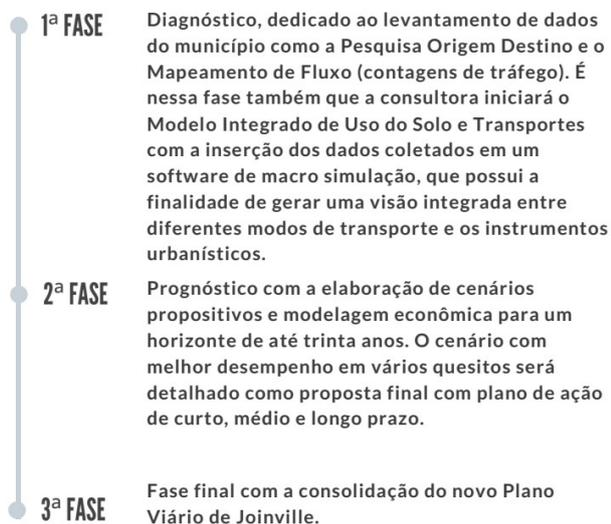 1ª FASE
Diagnóstico, dedicado ao levantamento de dados
do município como a Pesquisa Origem Destino e o
Mapeamento de Fluxo (contagens de tráfego). É
nessa fase também que a consultora iniciará o
Modelo Integrado de Uso do Solo e Transportes
com a inserção dos dados coletados em um
software de macro simulação, que possui a
finalidade de gerar uma visão integrada entre
diferentes modos de transporte e os instrumentos
urbanísticos.
2ª FASE
Prognóstico com a elaboração de cenários
propositivos e modelagem econômica para um
horizonte de até trinta anos. O cenário com
melhor desempenho em vários quesitos será
detalhado como proposta final com plano de ação
de curto, médio e longo prazo.
3ª FASE
Fase final com a consolidação do novo Plano
Viário de Joinville.